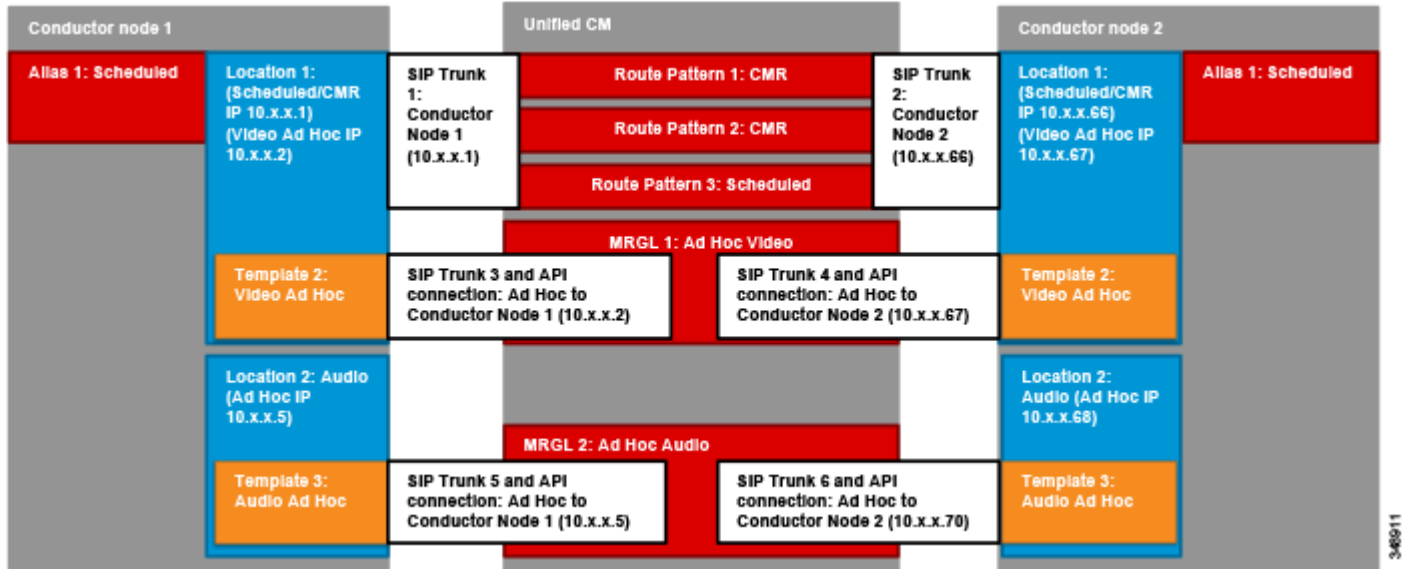 Conductor node 1
Unified CM
Conductor node 2
Alias 1: Scheduled
Location 1:
(Scheduled/CMR
IP 10.x.x.1)
(Video Ad Hoc IP
10.x.x.2)
SIP Trunk
1:
Conductor
Node 1
(10.x.x.1)
Route Pattern 1: CMR
Route Pattern 2: CMR
Route Pattern 3: Scheduled
SIP Trunk
2:
Conductor
Node 2
(10.x.x.66)
Location 1:
(Scheduled/CMR
IP 10.x.x.66)
(Video Ad Hoc IP
10.x.x.67)
Alias 1: Scheduled
MRGL 1: Ad Hoc Video
Template 2:
Video Ad Hoc
SIP Trunk 3 and API
connection: Ad Hoc to
Conductor Node 1 (10.x.x.2)
SIP Trunk 4 and API
connection: Ad Hoc to
Conductor Node 2 (10.x.x.67)
Template 2:
Video Ad Hoc
Location 2: Audio
(Ad Hoc IP
10.x.x.5)
Location 2:
Audio (Ad Hoc IP
10.x.x.68)
MRGL 2: Ad Hoc Audio
Template 3:
Audio Ad Hoc
SIP Trunk 5 and API
connection: Ad Hoc to
Conductor Node 1 (10.x.x.5)
SIP Trunk 6 and API
connection: Ad Hoc to
Conductor Node 2 (10.x.x.70)
Template 3:
Audio Ad Hoc
348911